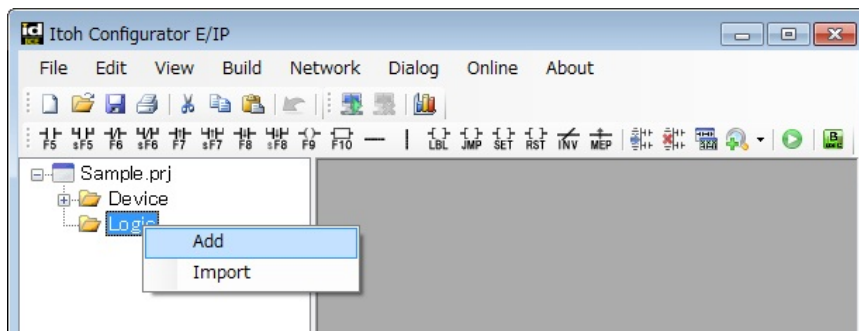 id
Itoh Configurator E/IP
File Edit View Build Network Dialog Online About
F5 sF5 F6 sF6 F7 sF7 F8 sF8 F9 F10 LBL JMP SET RST INV MEP
Sample.prj
Device
Logic
Add
Import